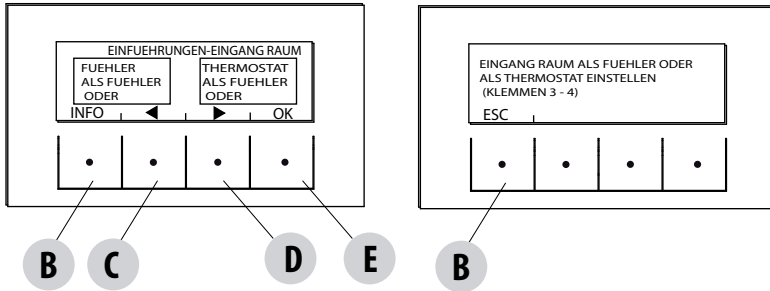 EINFUEHRUNGEN-EINGANG RAUM
FUEHLER
ALS FUEHLER
ODER
THERMOSTAT
ALS FUEHLER
ODER
INFO ◄ ► OK
B C D E
EINGANG RAUM ALS FUEHLER ODER
ALS THERMOSTAT EINSTELLEN
(KLEMMEN 3 - 4)
ESC
B